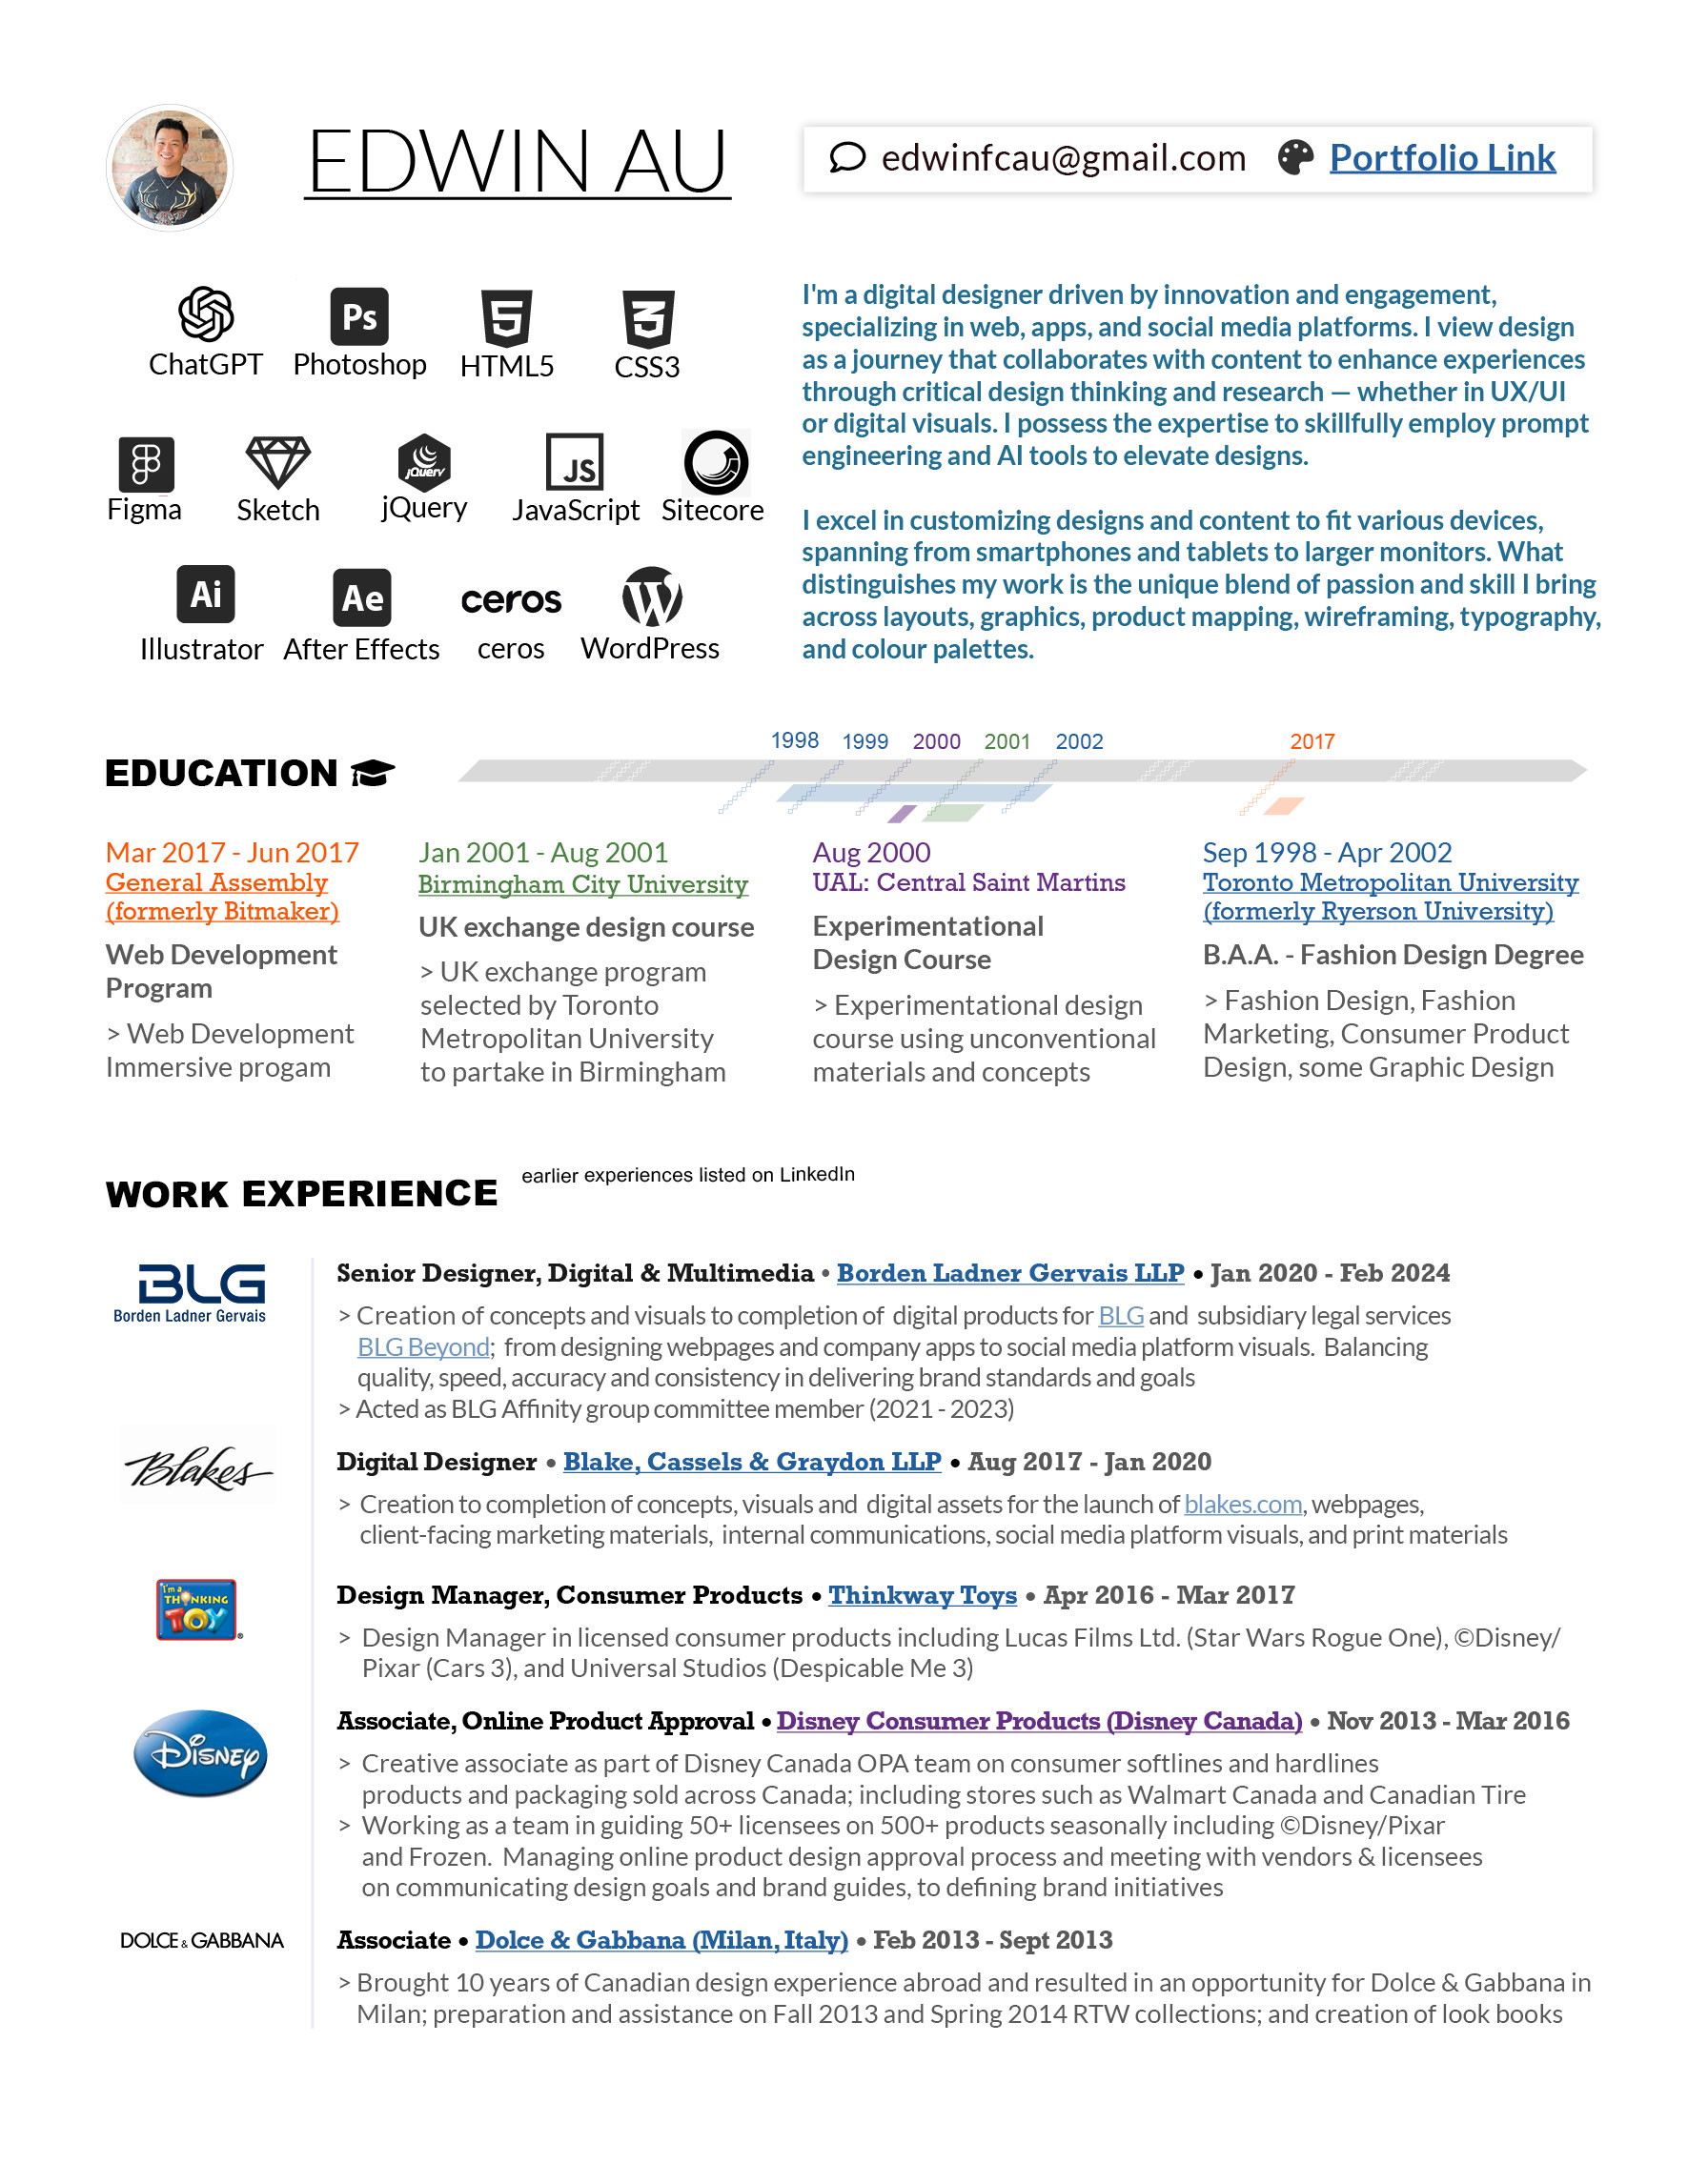 EDWIN AU
edwinfcau@gmail.com Portfolio Link
Ps
ChatGPT Photoshop HTML5 CSS3
jQuery JS
Figma Sketch jQuery JavaScript Sitecore
Ai Ae ceros
Illustrator After Effects ceros WordPress
I'm a digital designer driven by innovation and engagement,
specializing in web, apps, and social media platforms. I view design
as a journey that collaborates with content to enhance experiences
through critical design thinking and research — whether in UX/UI
or digital visuals. I possess the expertise to skillfully employ prompt
engineering and AI tools to elevate designs.
I excel in customizing designs and content to fit various devices,
spanning from smartphones and tablets to larger monitors. What
distinguishes my work is the unique blend of passion and skill I bring
across layouts, graphics, product mapping, wireframing, typography,
and colour palettes.
EDUCATION
1998 1999 2000 2001 2002 2017
Mar 2017 - Jun 2017
General Assembly
(formerly Bitmaker)
Web Development
Program
> Web Development
Immersive progam
Jan 2001 - Aug 2001
Birmingham City University
UK exchange design course
> UK exchange program
selected by Toronto
Metropolitan University
to partake in Birmingham
Aug 2000
UAL: Central Saint Martins
Experimentational
Design Course
> Experimentational design
course using unconventional
materials and concepts
Sep 1998 - Apr 2002
Toronto Metropolitan University
(formerly Ryerson University)
B.A.A. - Fashion Design Degree
> Fashion Design, Fashion
Marketing, Consumer Product
Design, some Graphic Design
WORK EXPERIENCE earlier experiences listed on LinkedIn
BLG
Borden Ladner Gervais
Senior Designer, Digital & Multimedia • Borden Ladner Gervais LLP • Jan 2020 - Feb 2024
> Creation of concepts and visuals to completion of digital products for BLG and subsidiary legal services
BLG Beyond; from designing webpages and company apps to social media platform visuals. Balancing
quality, speed, accuracy and consistency in delivering brand standards and goals
> Acted as BLG Affinity group committee member (2021 - 2023)
Blakes
Digital Designer • Blake, Cassels & Graydon LLP • Aug 2017 - Jan 2020
> Creation to completion of concepts, visuals and digital assets for the launch of blakes.com, webpages,
client-facing marketing materials, internal communications, social media platform visuals, and print materials
I'm a
THINKING
TOY®
Design Manager, Consumer Products • Thinkway Toys • Apr 2016 - Mar 2017
> Design Manager in licensed consumer products including Lucas Films Ltd. (Star Wars Rogue One), ©Disney/
Pixar (Cars 3), and Universal Studios (Despicable Me 3)
Disney
Associate, Online Product Approval • Disney Consumer Products (Disney Canada) • Nov 2013 - Mar 2016
> Creative associate as part of Disney Canada OPA team on consumer softlines and hardlines
products and packaging sold across Canada; including stores such as Walmart Canada and Canadian Tire
> Working as a team in guiding 50+ licensees on 500+ products seasonally including ©Disney/Pixar
and Frozen. Managing online product design approval process and meeting with vendors & licensees
on communicating design goals and brand guides, to defining brand initiatives
DOLCE & GABBANA
Associate • Dolce & Gabbana (Milan, Italy) • Feb 2013 - Sept 2013
> Brought 10 years of Canadian design experience abroad and resulted in an opportunity for Dolce & Gabbana in
Milan; preparation and assistance on Fall 2013 and Spring 2014 RTW collections; and creation of look books